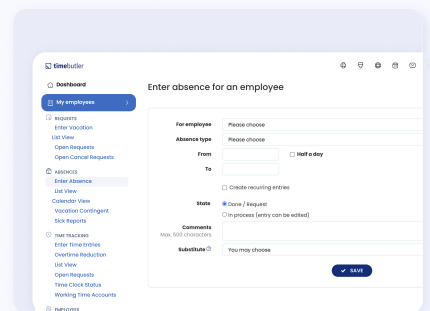 timebutler
Dashboard
My employees
REQUESTS
Enter Vacation
List View
Open Requests
Open Cancel Requests
ABSENCES
Enter Absence
List View
Calendar View
Vacation Contingent
Sick Reports
TIME TRACKING
Enter Time Entries
Overtime Reduction
List View
Open Requests
Time Clock Status
Working Time Accounts
EMPLOYEES
Enter absence for an employee
For employee Please choose
Absence type Please choose
From Half a day
To
Create recurring entries
State Done / Request
In process (entry can be edited)
Comments
Max. 500 characters
Substitute You may choose
SAVE